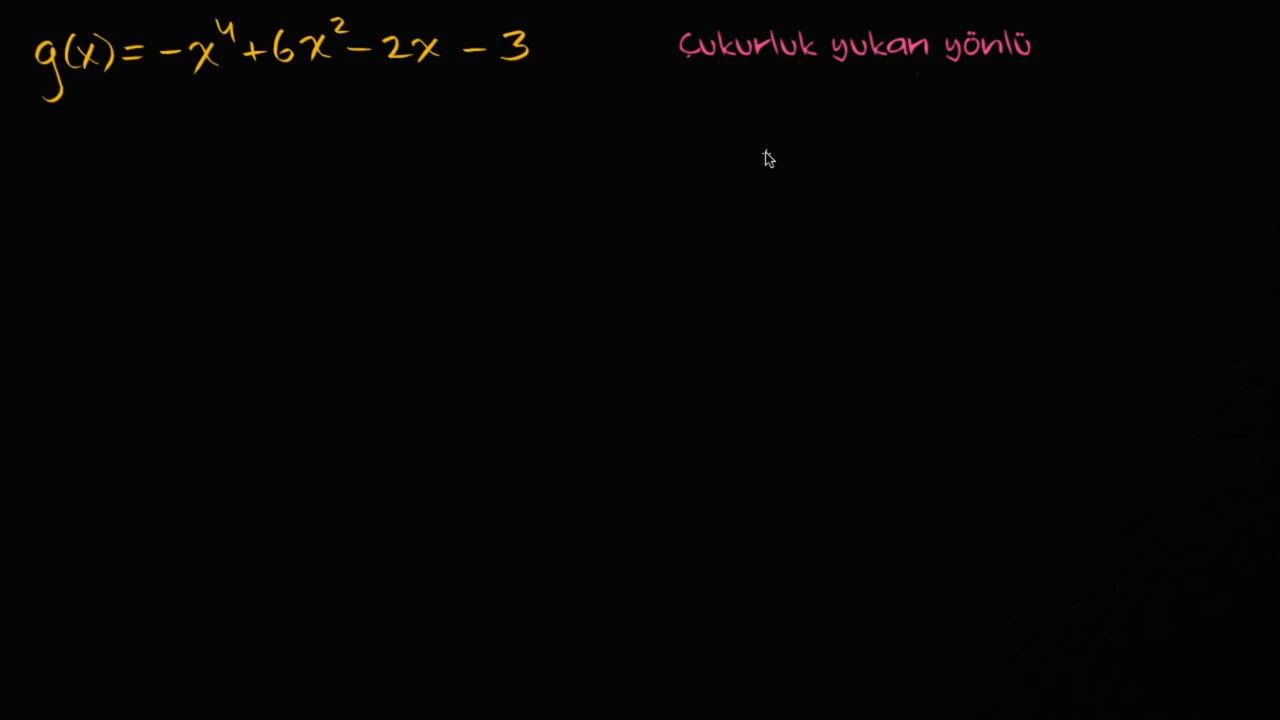 g(x) = -x⁴ + 6x² - 2x - 3
Çukurluk yukarı yönlü